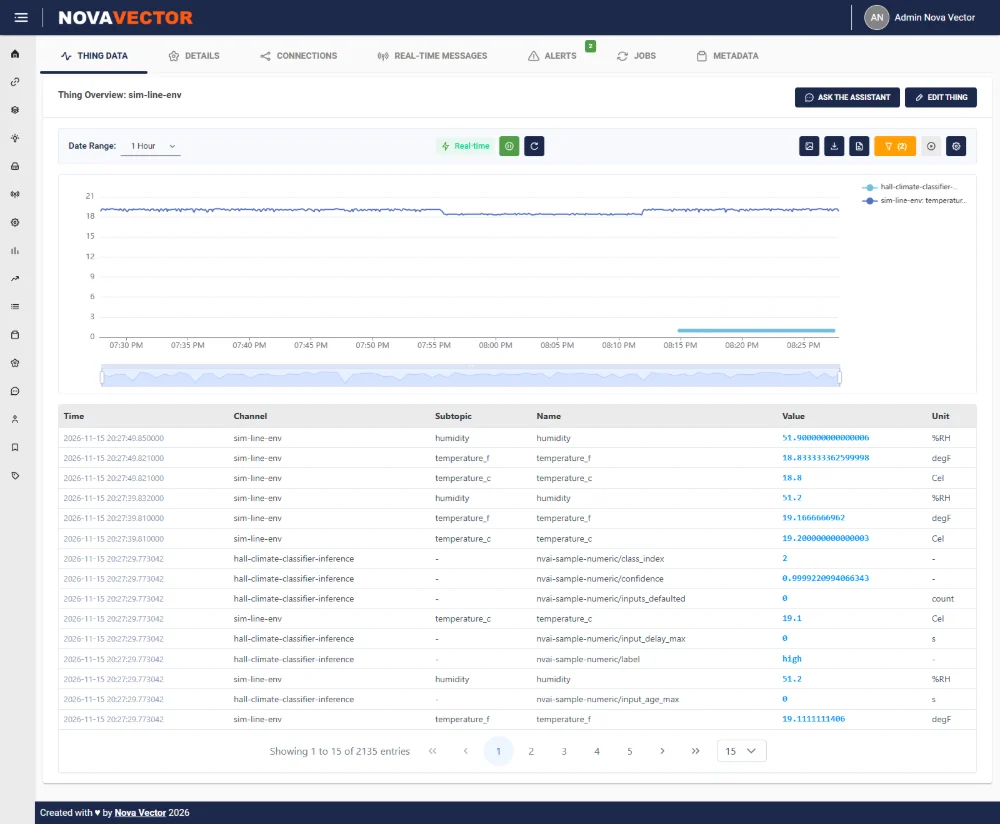 NOVAVECTOR
AN Admin Nova Vector
THING DATA DETAILS CONNECTIONS REAL-TIME MESSAGES ALERTS 2 JOBS METADATA
Thing Overview: sim-line-env
ASK THE ASSISTANT EDIT THING
Date Range: 1 Hour Real-time (2)
hall-climate-classifier-...
sim-line-env: temperatur...
21
18
15
12
9
6
3
0
07:30 PM 07:35 PM 07:40 PM 07:45 PM 07:50 PM 07:55 PM 08:00 PM 08:05 PM 08:10 PM 08:15 PM 08:20 PM 08:25 PM
Time Channel Subtopic Name Value Unit
2026-11-15 20:27:49.850000 sim-line-env humidity humidity 51.900000000000006 %RH
2026-11-15 20:27:49.821000 sim-line-env temperature_f temperature_f 18.833333362599998 degF
2026-11-15 20:27:49.821000 sim-line-env temperature_c temperature_c 18.8 Cel
2026-11-15 20:27:39.832000 sim-line-env humidity humidity 51.2 %RH
2026-11-15 20:27:39.810000 sim-line-env temperature_f temperature_f 19.1666666962 degF
2026-11-15 20:27:39.810000 sim-line-env temperature_c temperature_c 19.200000000000003 Cel
2026-11-15 20:27:29.773042 hall-climate-classifier-inference - nvai-sample-numeric/class_index 2 -
2026-11-15 20:27:29.773042 hall-climate-classifier-inference - nvai-sample-numeric/confidence 0.9999220994066343 -
2026-11-15 20:27:29.773042 hall-climate-classifier-inference - nvai-sample-numeric/inputs_defaulted 0 count
2026-11-15 20:27:29.773042 sim-line-env temperature_c temperature_c 19.1 Cel
2026-11-15 20:27:29.773042 hall-climate-classifier-inference - nvai-sample-numeric/input_delay_max 0 s
2026-11-15 20:27:29.773042 hall-climate-classifier-inference - nvai-sample-numeric/label high -
2026-11-15 20:27:29.773042 sim-line-env humidity humidity 51.2 %RH
2026-11-15 20:27:29.773042 hall-climate-classifier-inference - nvai-sample-numeric/input_age_max 0 s
2026-11-15 20:27:29.773042 sim-line-env temperature_f temperature_f 19.1111111406 degF
Showing 1 to 15 of 2135 entries << < 1 2 3 4 5 > >> 15
Created with ♥ by Nova Vector 2026